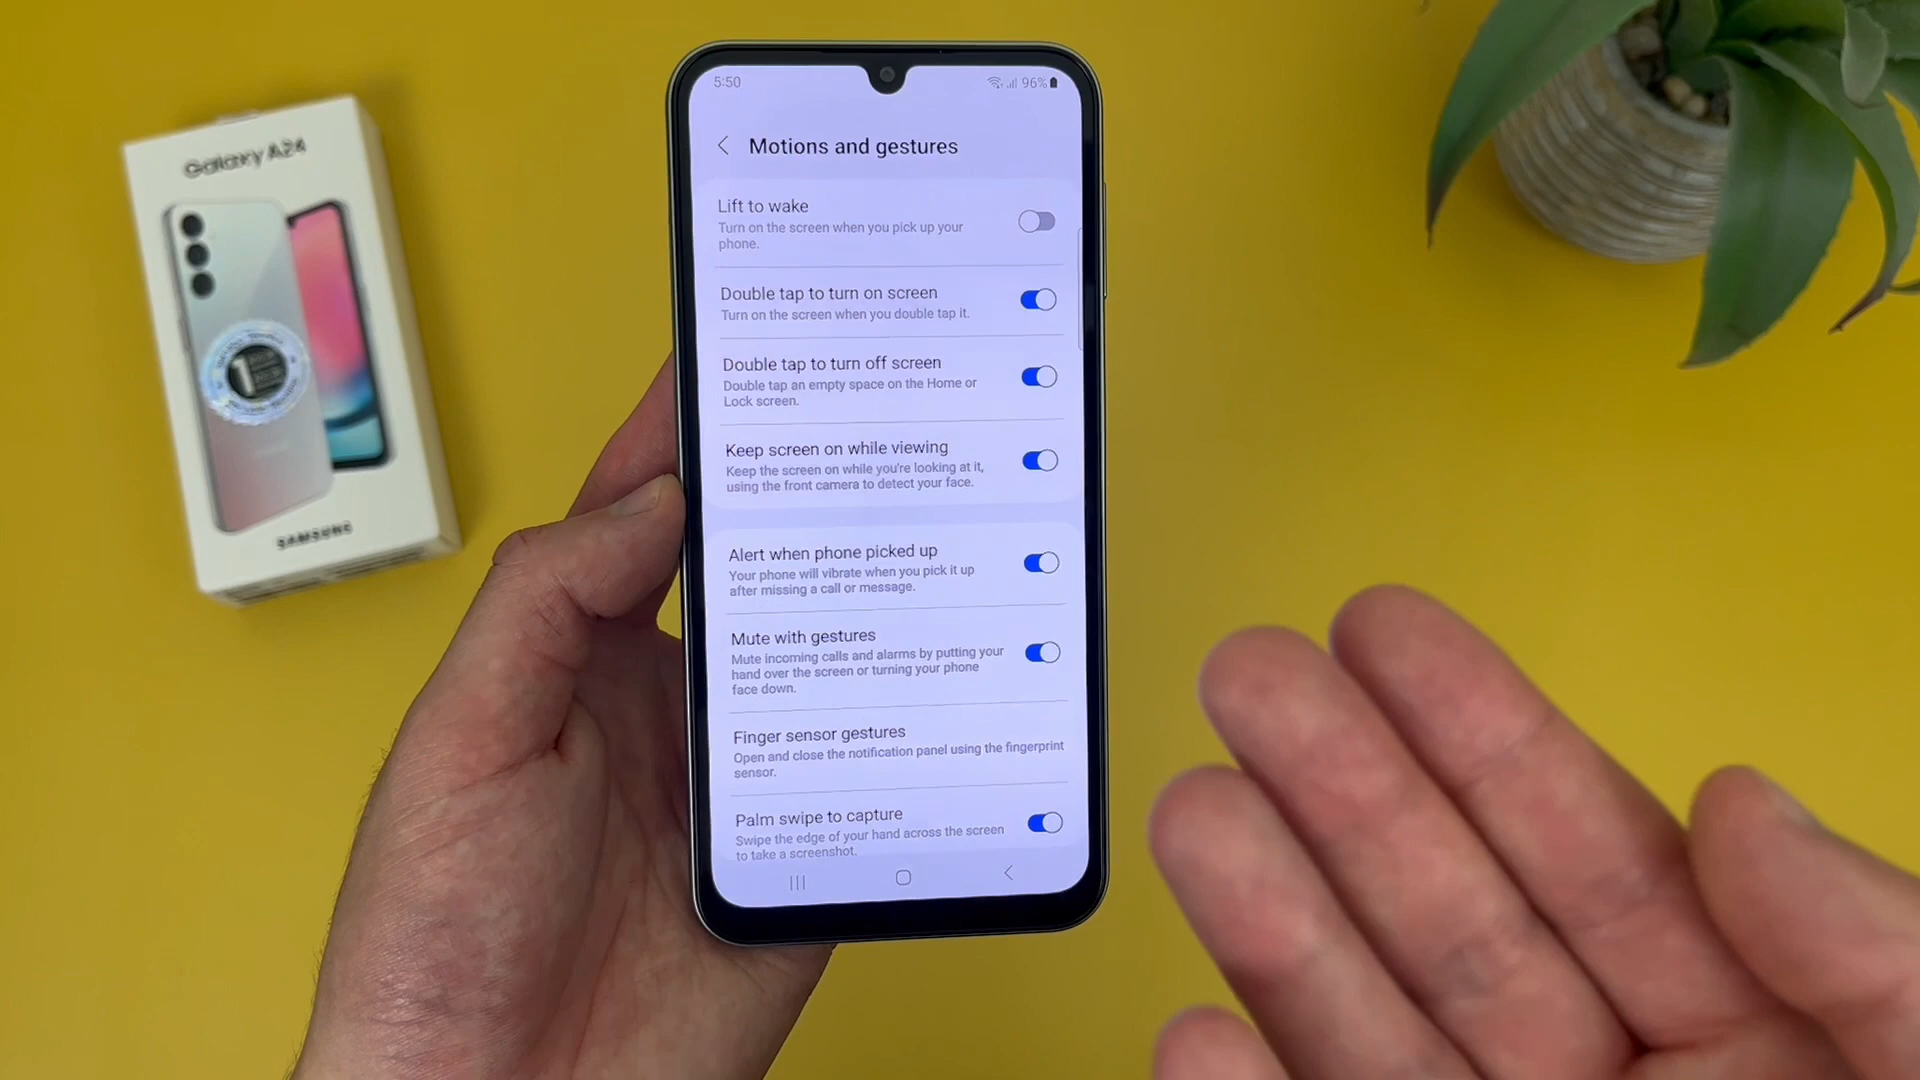 Galaxy A24
SAMSUNG
5:50
96%
Motions and gestures
Lift to wake
Turn on the screen when you pick up your
phone.
Double tap to turn on screen
Turn on the screen when you double tap it.
Double tap to turn off screen
Double tap an empty space on the Home or
Lock screen.
Keep screen on while viewing
Keep the screen on while you're looking at it,
using the front camera to detect your face.
Alert when phone picked up
Your phone will vibrate when you pick it up
after missing a call or message.
Mute with gestures
Mute incoming calls and alarms by putting your
hand over the screen or turning your phone
face down.
Finger sensor gestures
Open and close the notification panel using the fingerprint
sensor.
Palm swipe to capture
Swipe the edge of your hand across the screen
to take a screenshot.